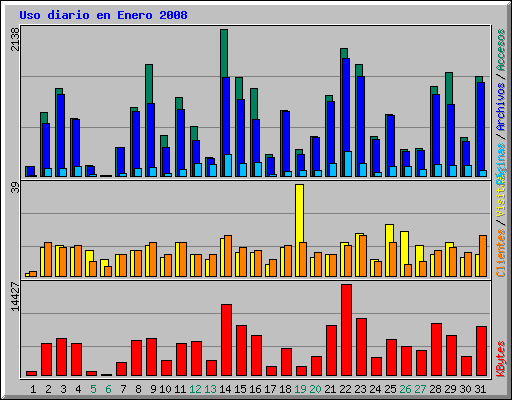 Uso diario en Enero 2008
2138
Páginas / Archivos / Accesos
39
Clientes / Visitas
14427
KBytes
1 2 3 4 5 6 7 8 9 10 11 12 13 14 15 16 17 18 19 20 21 22 23 24 25 26 27 28 29 30 31